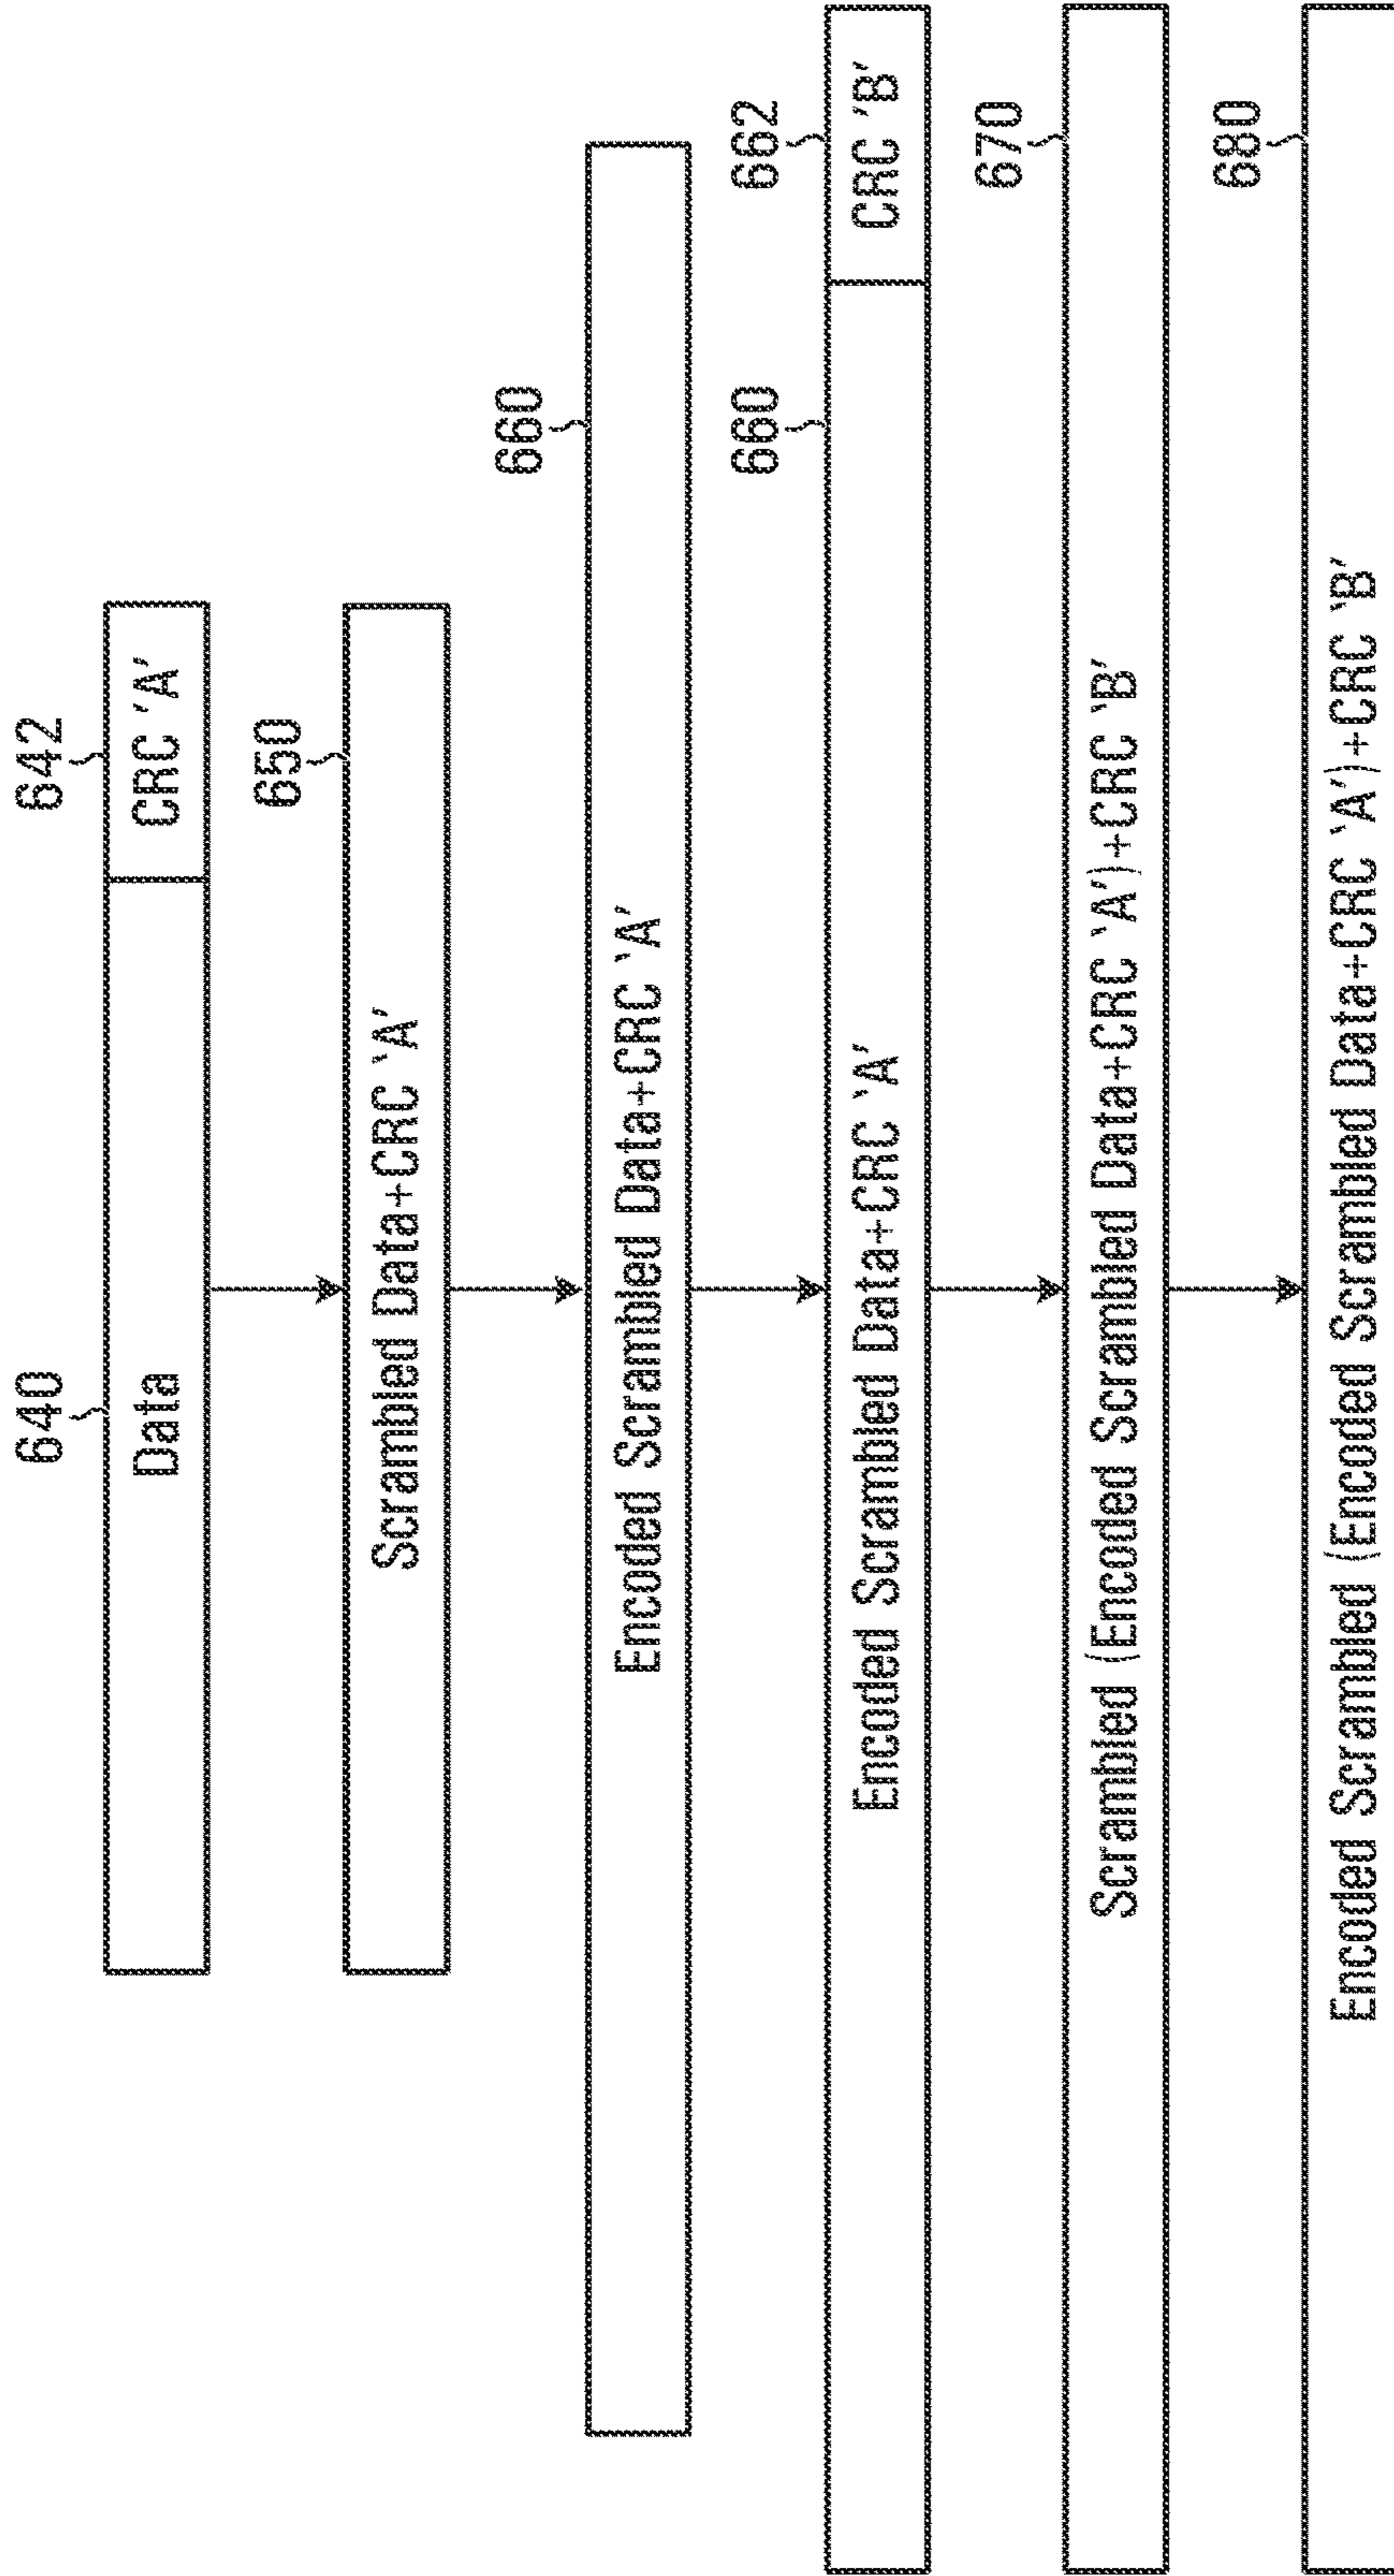 640
642
Data
CRC 'A'
650
Scrambled Data+CRC 'A'
660
Encoded Scrambled Data+CRC 'A'
660
662
Encoded Scrambled Data+CRC 'A'
CRC 'B'
670
Scrambled (Encoded Scrambled Data+CRC 'A')+CRC 'B'
680
Encoded Scrambled (Encoded Scrambled Data+CRC 'A')+CRC 'B'